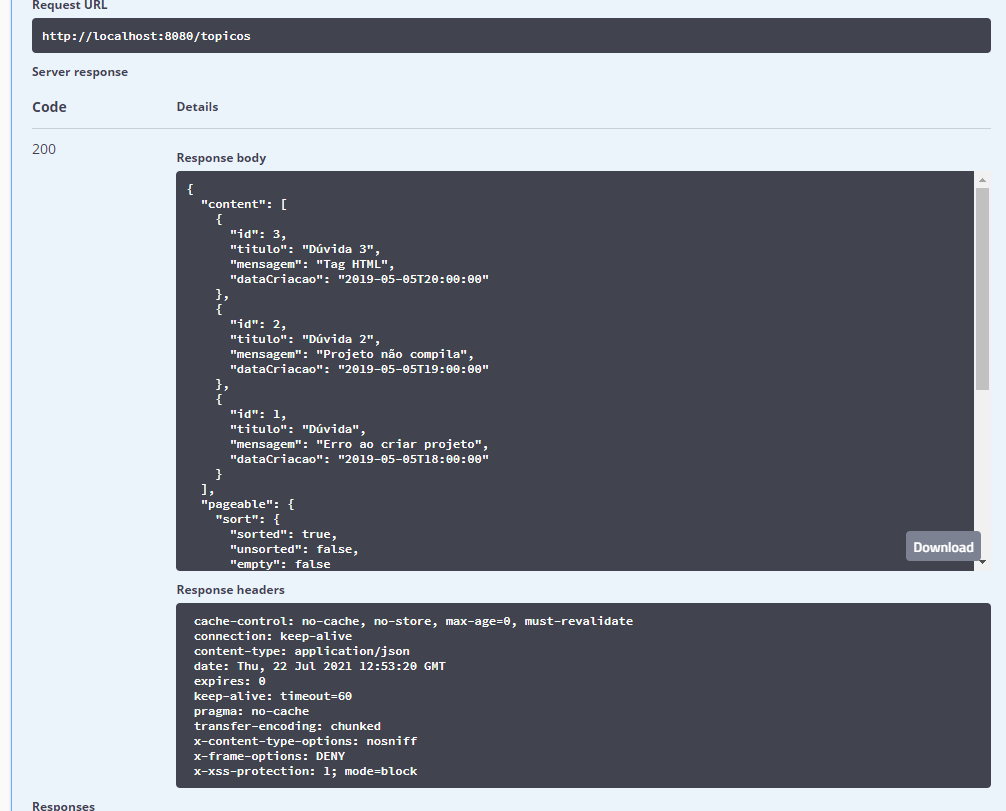 Request URL
http://localhost:8080/topicos
Server response
Code Details
200
Response body
{
  "content": [
    {
      "id": 3,
      "titulo": "Dúvida 3",
      "mensagem": "Tag HTML",
      "dataCriacao": "2019-05-05T20:00:00"
    },
    {
      "id": 2,
      "titulo": "Dúvida 2",
      "mensagem": "Projeto não compila",
      "dataCriacao": "2019-05-05T19:00:00"
    },
    {
      "id": 1,
      "titulo": "Dúvida",
      "mensagem": "Erro ao criar projeto",
      "dataCriacao": "2019-05-05T18:00:00"
    }
  ],
  "pageable": {
    "sort": {
      "sorted": true,
      "unsorted": false,
      "empty": false
Download
Response headers
cache-control: no-cache, no-store, max-age=0, must-revalidate
connection: keep-alive
content-type: application/json
date: Thu, 22 Jul 2021 12:53:20 GMT
expires: 0
keep-alive: timeout=60
pragma: no-cache
transfer-encoding: chunked
x-content-type-options: nosniff
x-frame-options: DENY
x-xss-protection: 1; mode=block
Responses